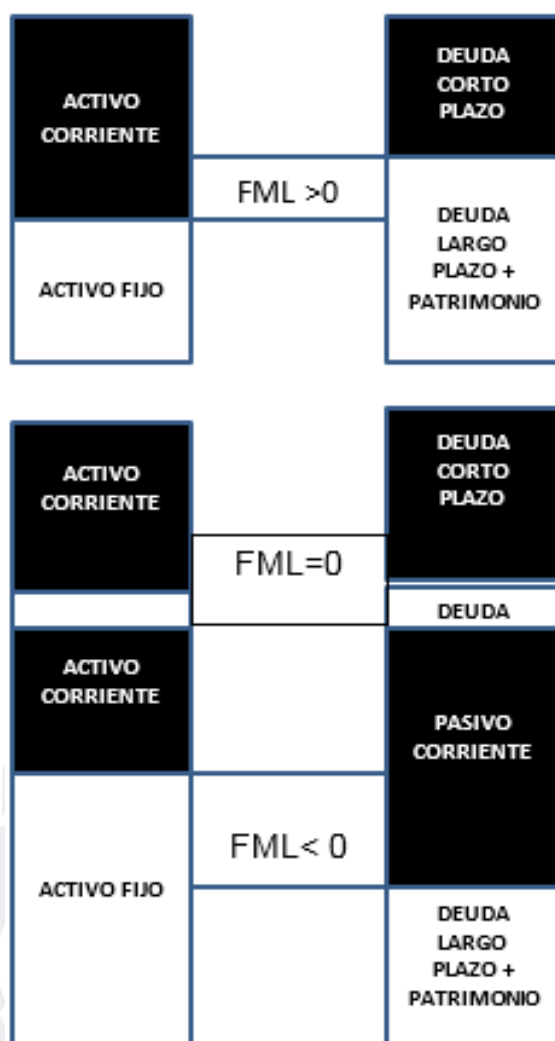 ACTIVO
CORRIENTE
DEUDA
CORTO
PLAZO
FML >0
ACTIVO FIJO
DEUDA
LARGO
PLAZO +
PATRIMONIO
ACTIVO
CORRIENTE
DEUDA
CORTO
PLAZO
FML=0
DEUDA
ACTIVO
CORRIENTE
PASIVO
CORRIENTE
FML< 0
ACTIVO FIJO
DEUDA
LARGO
PLAZO +
PATRIMONIO